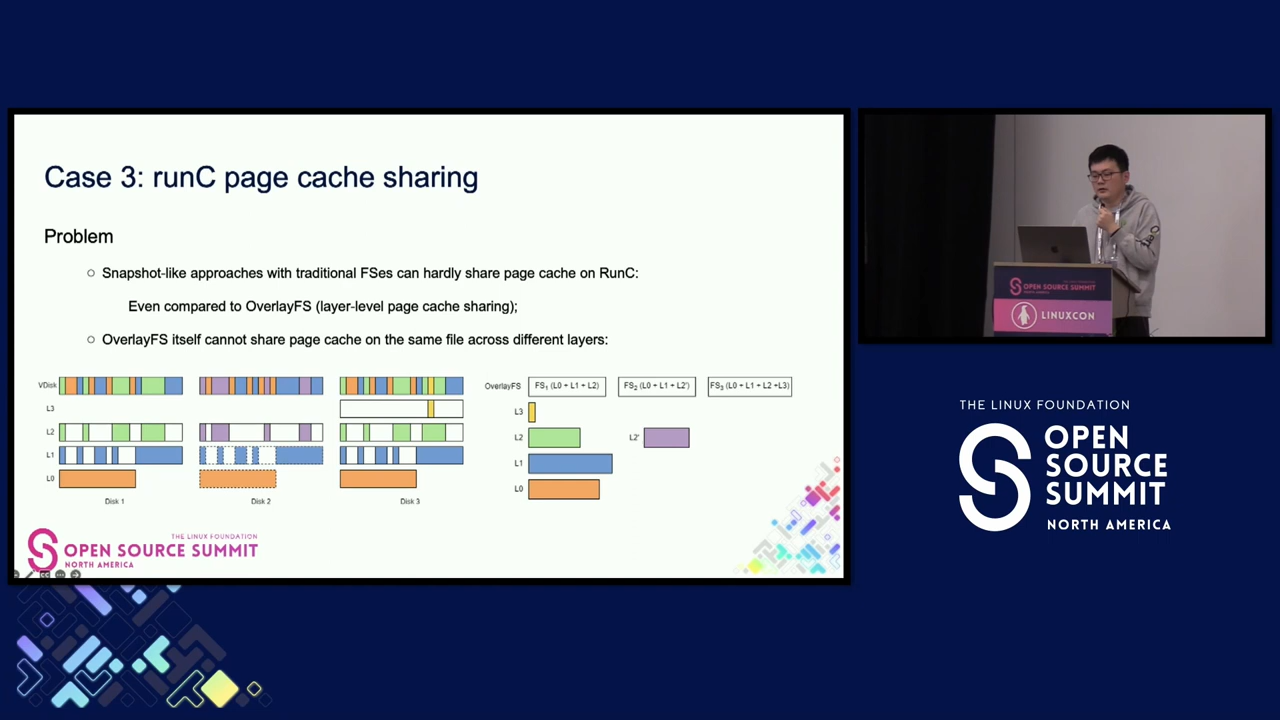 Case 3: runC page cache sharing
Problem
○ Snapshot-like approaches with traditional FSes can hardly share page cache on RunC:
Even compared to OverlayFS (layer-level page cache sharing);
○ OverlayFS itself cannot share page cache on the same file across different layers:
VDisk
L3
L2
L1
L0
Disk 1
Disk 2
Disk 3
OverlayFS
FS1 (L0 + L1 + L2)
FS2 (L0 + L1 + L2')
FS3 (L0 + L1 + L2 +L3)
L3
L2
L2'
L1
L0
THE LINUX FOUNDATION
OPEN SOURCE SUMMIT
NORTH AMERICA
OPEN SOURCE SUMMIT
LINUXCON
THE LINUX FOUNDATION
OPEN
SOURCE
SUMMIT
NORTH AMERICA